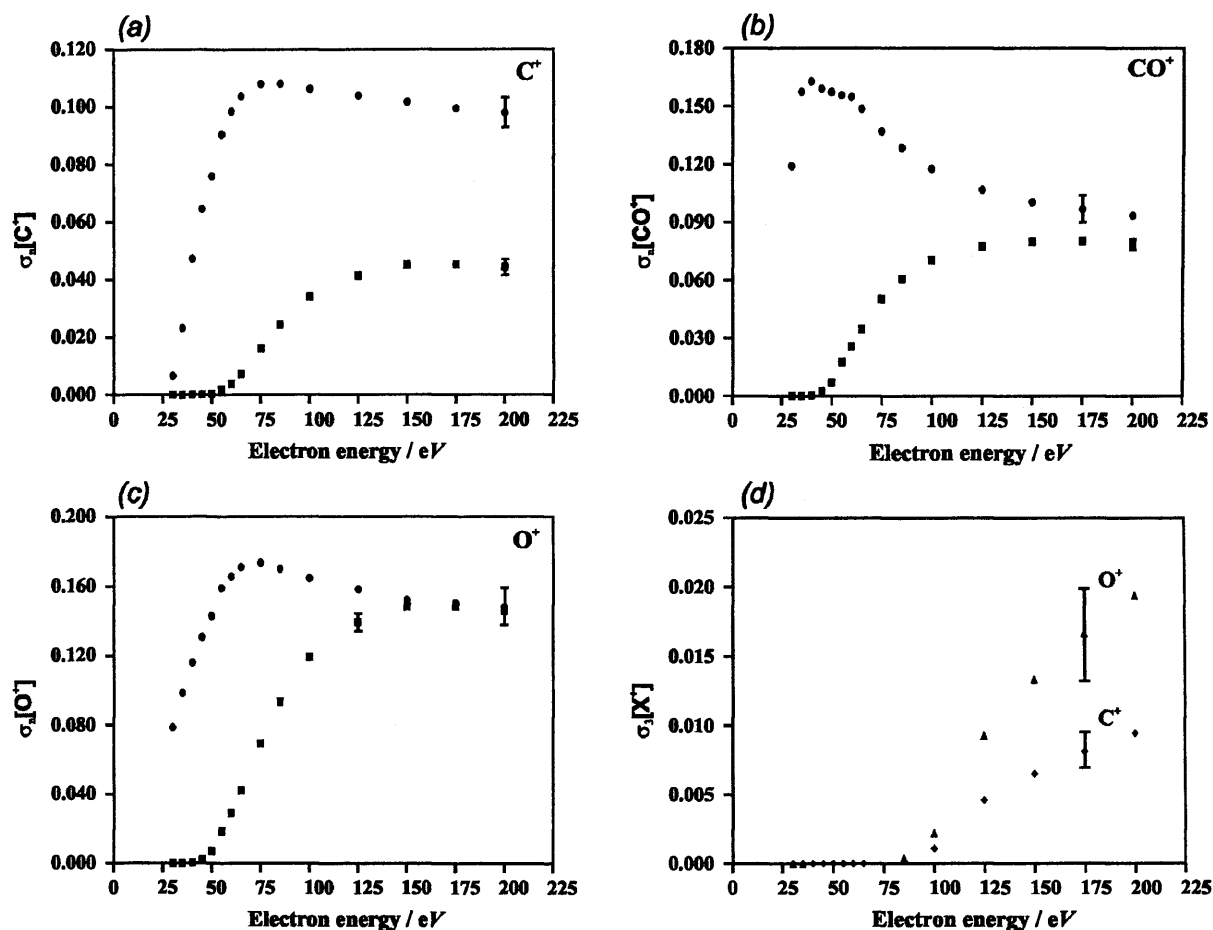 (a)
C⁺
σₙ[C⁺]
0.120
0.100
0.080
0.060
0.040
0.020
0.000
0 25 50 75 100 125 150 175 200 225
Electron energy / eV
(b)
CO⁺
σₙ[CO⁺]
0.180
0.150
0.120
0.090
0.060
0.030
0.000
0 25 50 75 100 125 150 175 200 225
Electron energy / eV
(c)
O⁺
σₙ[O⁺]
0.200
0.160
0.120
0.080
0.040
0.000
0 25 50 75 100 125 150 175 200 225
Electron energy / eV
(d)
O⁺
C⁺
σ₃[X⁺]
0.025
0.020
0.015
0.010
0.005
0.000
0 25 50 75 100 125 150 175 200 225
Electron energy / eV